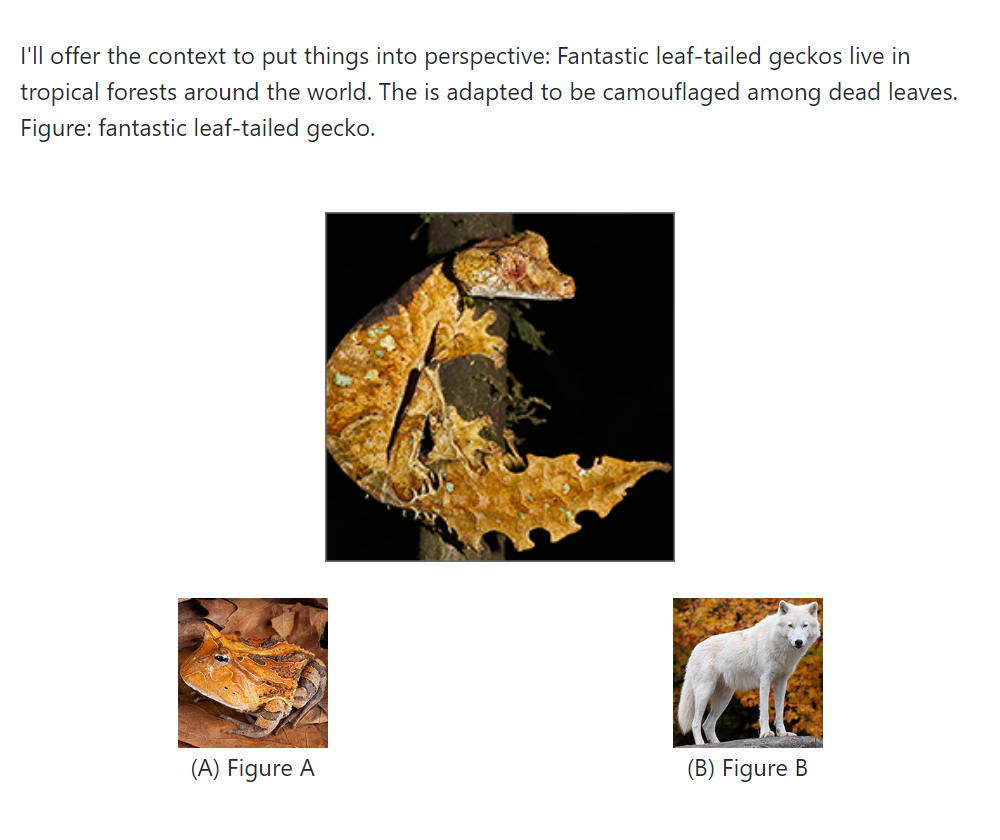 I'll offer the context to put things into perspective: Fantastic leaf-tailed geckos live in
tropical forests around the world. The is adapted to be camouflaged among dead leaves.
Figure: fantastic leaf-tailed gecko.
(A) Figure A
(B) Figure B